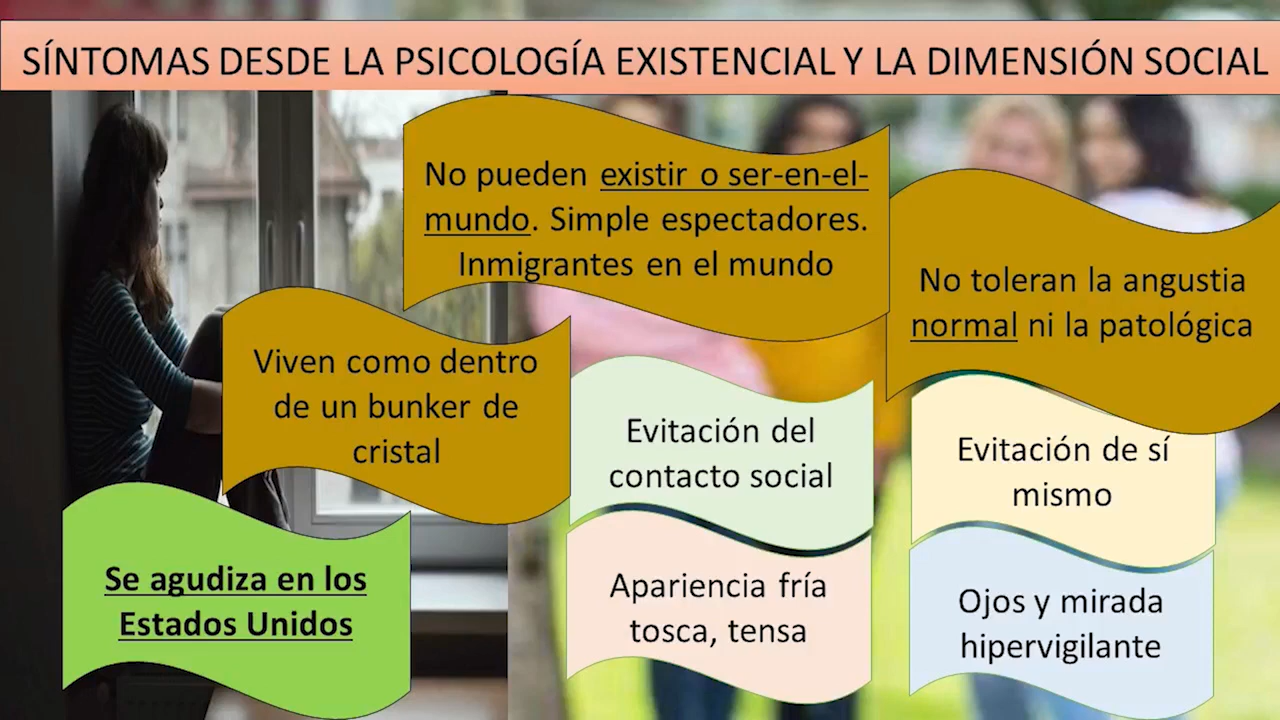 SÍNTOMAS DESDE LA PSICOLOGÍA EXISTENCIAL Y LA DIMENSIÓN SOCIAL
No pueden existir o ser-en-el-
mundo. Simple espectadores.
Inmigrantes en el mundo
No toleran la angustia
normal ni la patológica
Viven como dentro
de un bunker de
cristal
Evitación del
contacto social
Evitación de sí
mismo
Se agudiza en los
Estados Unidos
Apariencia fría
tosca, tensa
Ojos y mirada
hipervigilante